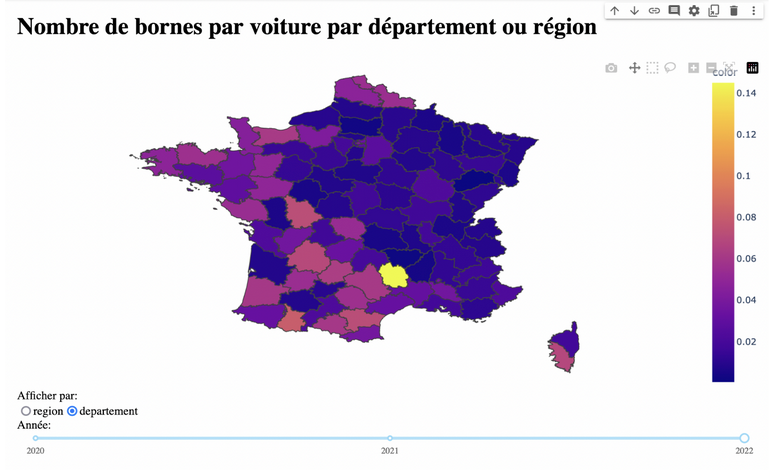 Nombre de bornes par voiture par département ou région
color
0.14
0.12
0.1
0.08
0.06
0.04
0.02
Afficher par:
region departement
Année:
2020 2021 2022